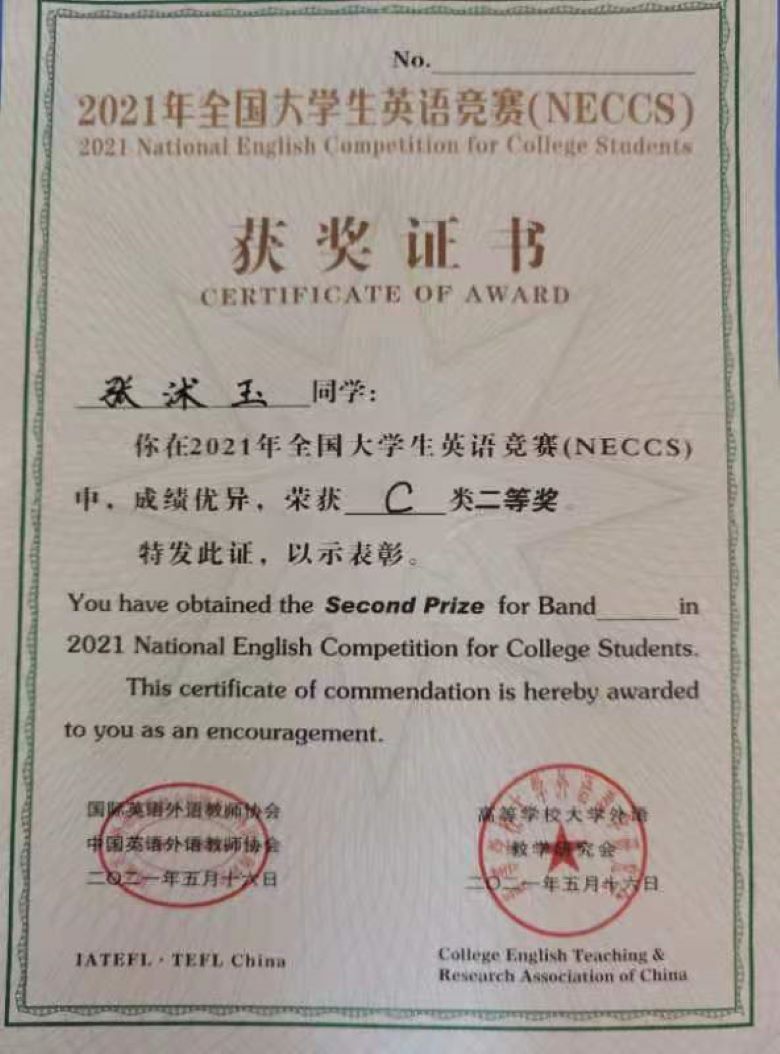 No.
2021年全国大学生英语竞赛(NECCS)
2021 National English Competition for College Students
获奖证书
CERTIFICATE OF AWARD
张沭玉同学:
你在2021年全国大学生英语竞赛(NECCS)
中，成绩优异，荣获 C 类二等奖
特发此证，以示表彰。
You have obtained the Second Prize for Band in
2021 National English Competition for College Students.
This certificate of commendation is hereby awarded
to you as an encouragement.
国际英语外语教师协会
中国英语外语教师协会
二〇二一年五月十六日
高等学校大学外语
教学研究会
二〇二一年五月十六日
IATEFL · TEFL China
College English Teaching &
Research Association of China